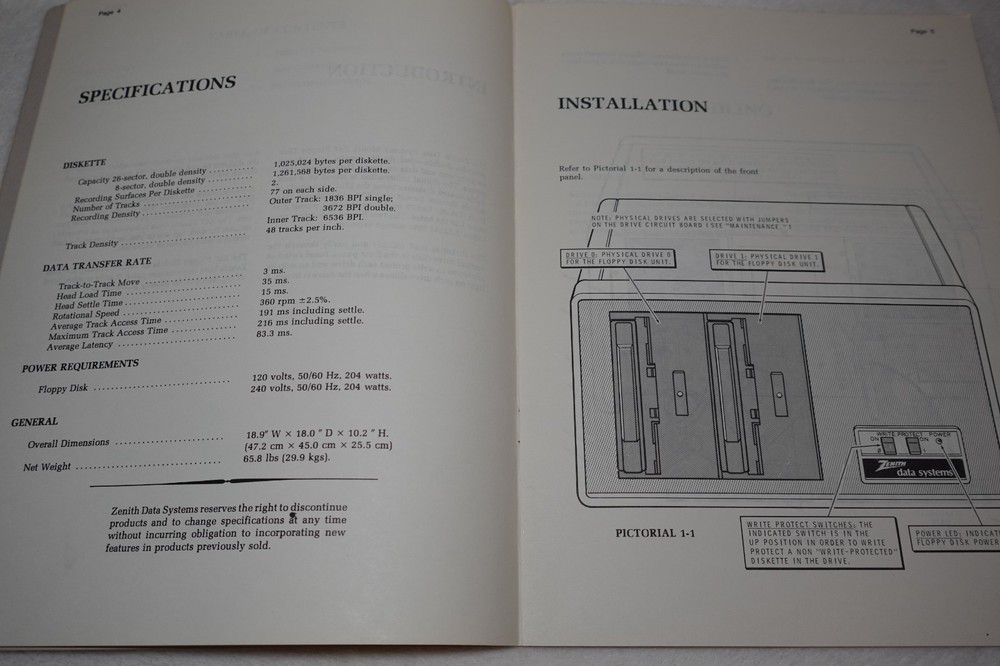 Page 4
SPECIFICATIONS
DISKETTE
Capacity 26-sector, double density .......... 1,025,024 bytes per diskette.
8-sector, double density .......... 1,261,568 bytes per diskette.
Recording Surfaces Per Diskette .......... 2.
Number of Tracks .......... 77 on each side.
Recording Density .......... Outer Track: 1836 BPI single;
3672 BPI double.
Inner Track: 6536 BPI.
Track Density .......... 48 tracks per inch.
DATA TRANSFER RATE
Track-to-Track Move .......... 3 ms.
Head Load Time .......... 35 ms.
Head Settle Time .......... 15 ms.
Rotational Speed .......... 360 rpm ±2.5%.
Average Track Access Time .......... 191 ms including settle.
Maximum Track Access Time .......... 216 ms including settle.
Average Latency .......... 83.3 ms.
POWER REQUIREMENTS
Floppy Disk .......... 120 volts, 50/60 Hz, 204 watts.
240 volts, 50/60 Hz, 204 watts.
GENERAL
Overall Dimensions .......... 18.9" W × 18.0" D × 10.2" H.
(47.2 cm × 45.0 cm × 25.5 cm)
Net Weight .......... 65.8 lbs (29.9 kgs).
Zenith Data Systems reserves the right to discontinue
products and to change specifications at any time
without incurring obligation to incorporating new
features in products previously sold.
Page 5
INSTALLATION
Refer to Pictorial 1-1 for a description of the front
panel.
NOTE: PHYSICAL DRIVES ARE SELECTED WITH JUMPERS
ON THE DRIVE CIRCUIT BOARD (SEE "MAINTENANCE.")
DRIVE 0: PHYSICAL DRIVE 0
FOR THE FLOPPY DISK UNIT.
DRIVE 1: PHYSICAL DRIVE 1
FOR THE FLOPPY DISK UNIT.
WRITE PROTECT POWER
ON ON
ZENITH
data systems
PICTORIAL 1-1
WRITE PROTECT SWITCHES: THE
INDICATED SWITCH IS IN THE
UP POSITION IN ORDER TO WRITE
PROTECT A NON "WRITE-PROTECTED"
DISKETTE IN THE DRIVE.
POWER LED: INDICAT
FLOPPY DISK POWER